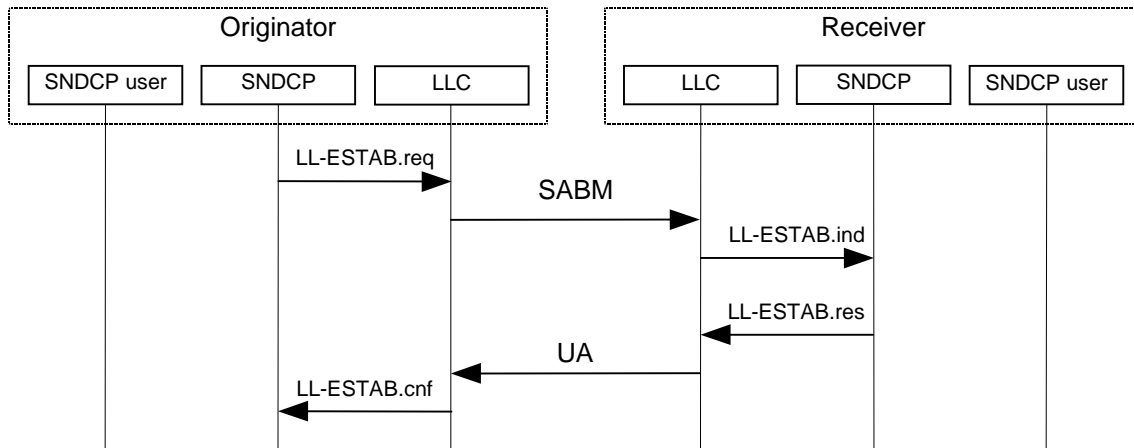 Originator
Receiver
SNDCP user
SNDCP
LLC
LLC
SNDCP
SNDCP user
LL-ESTAB.req
SABM
LL-ESTAB.ind
LL-ESTAB.res
UA
LL-ESTAB.cnf